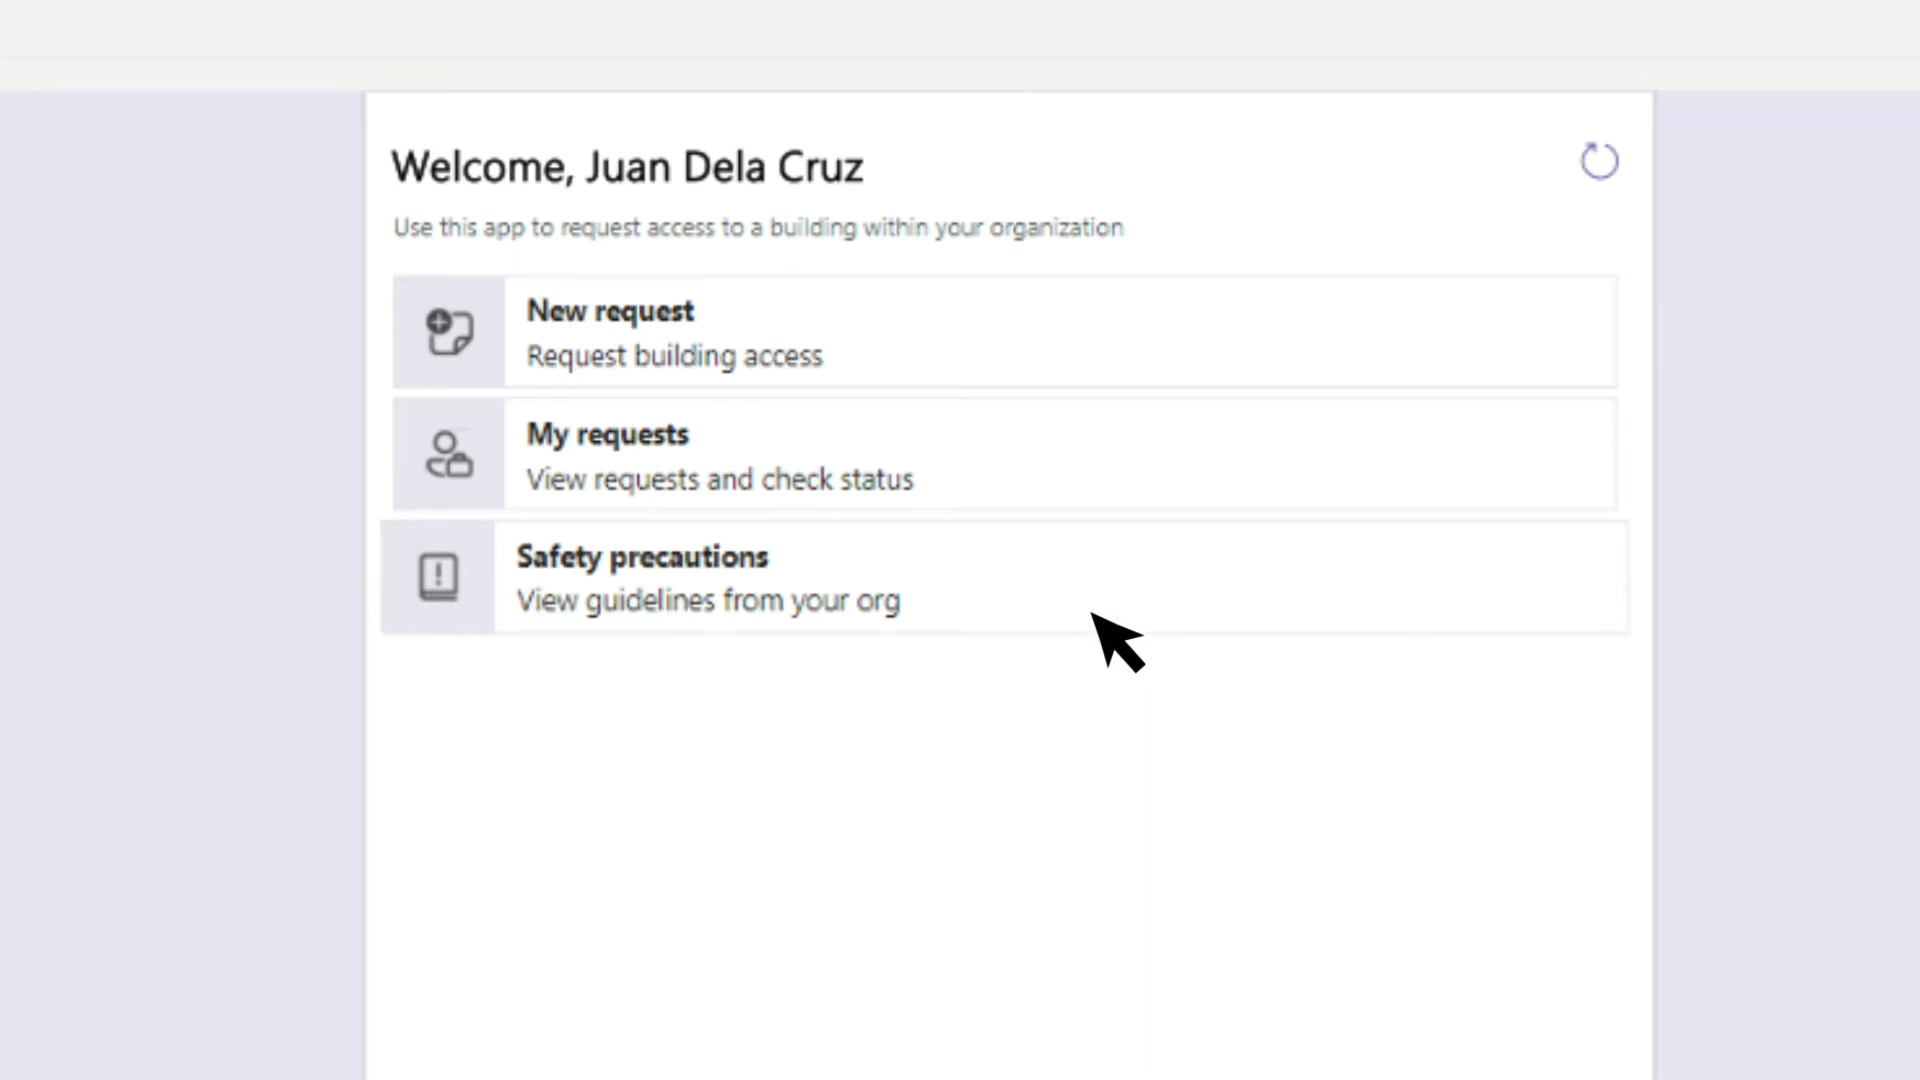 Welcome, Juan Dela Cruz
Use this app to request access to a building within your organization
New request
Request building access
My requests
View requests and check status
Safety precautions
View guidelines from your org